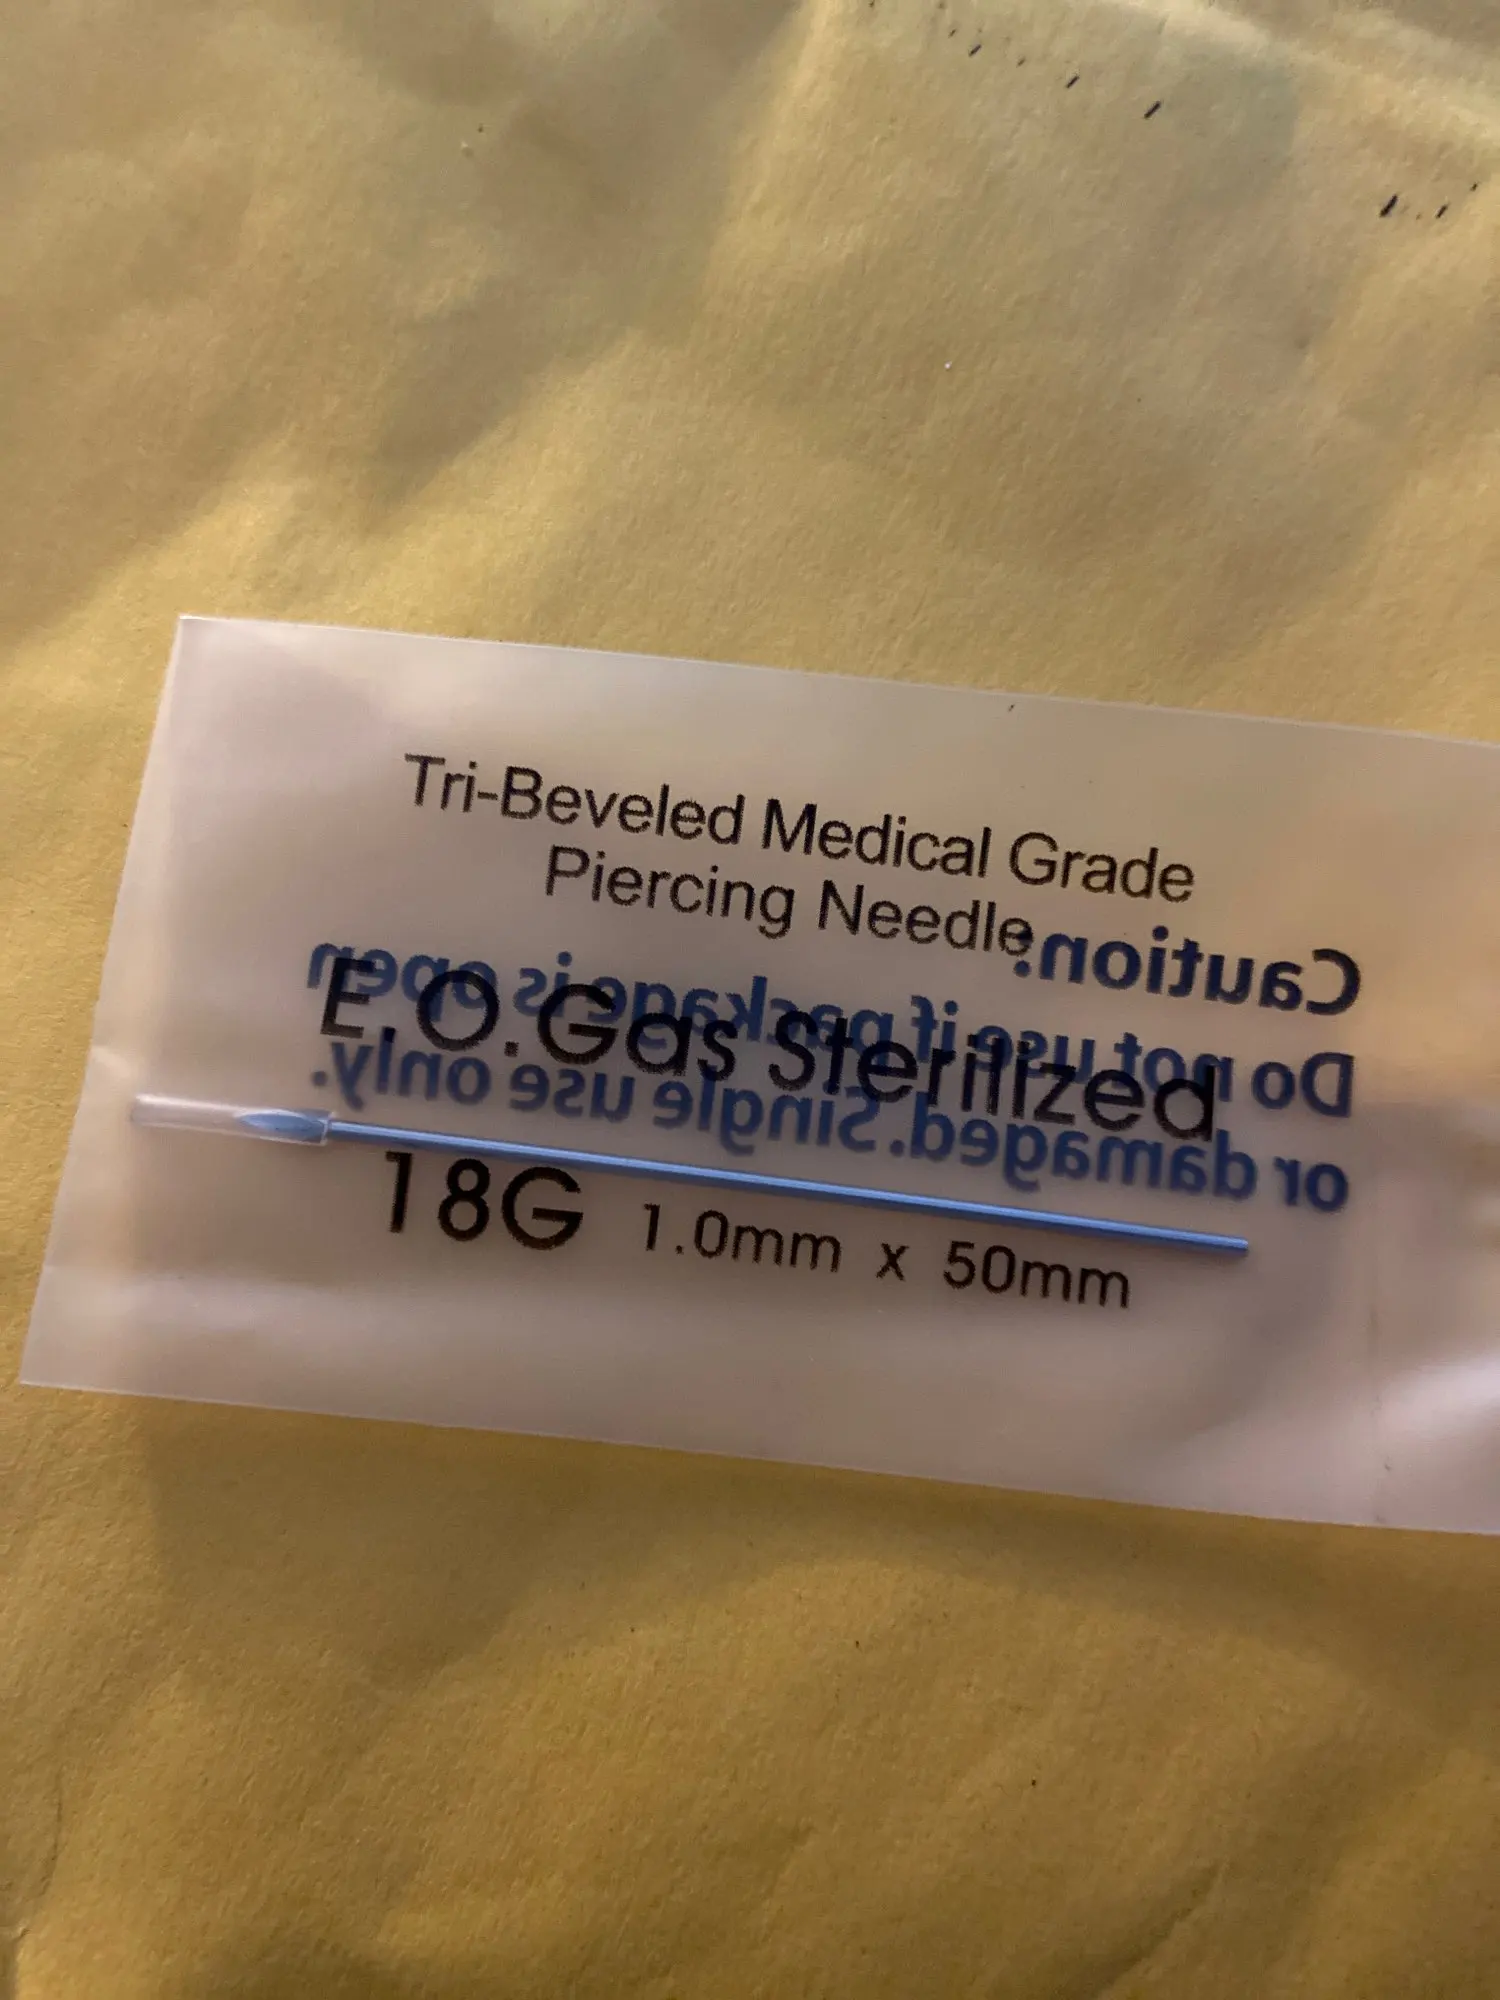 Tri-Beveled Medical Grade
Piercing Needle
E.O.Gas Sterilized
18G 1.0mm x 50mm
Caution:
Do not use if package is open
or damaged. Single use only.